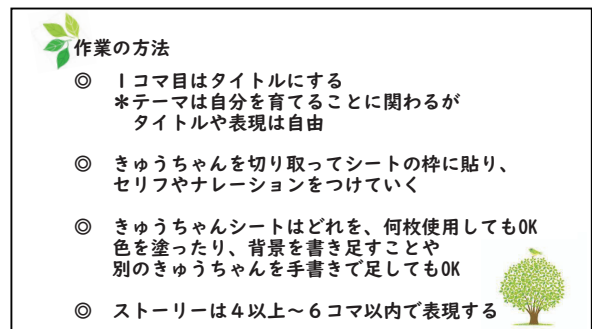 作業の方法
◎ 1コマ目はタイトルにする
＊テーマは自分を育てることに関わるが
タイトルや表現は自由
◎ きゅうちゃんを切り取ってシートの枠に貼り、
セリフやナレーションをつけていく
◎ きゅうちゃんシートはどれを、何枚使用してもOK
色を塗ったり、背景を書き足すことや
別のきゅうちゃんを手書きで足してもOK
◎ ストーリーは４以上～６コマ以内で表現する